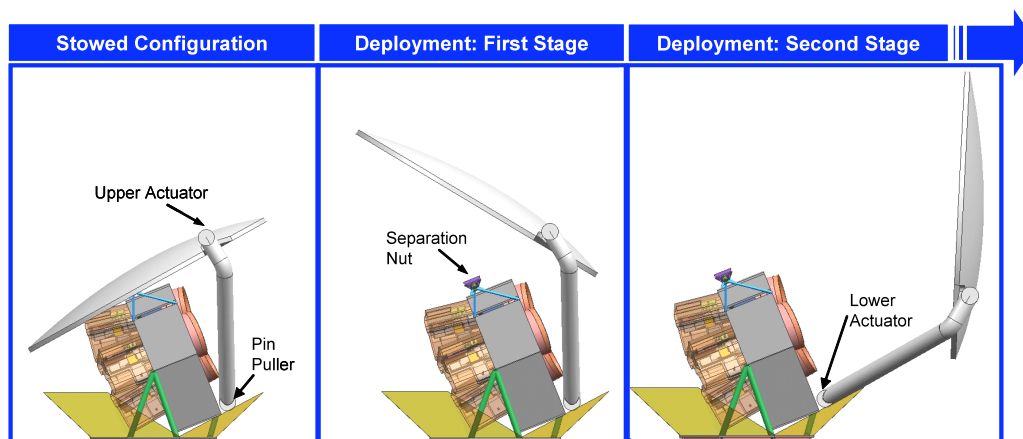 Stowed Configuration
Deployment: First Stage
Deployment: Second Stage
Upper Actuator
Pin
Puller
Separation
Nut
Lower
Actuator